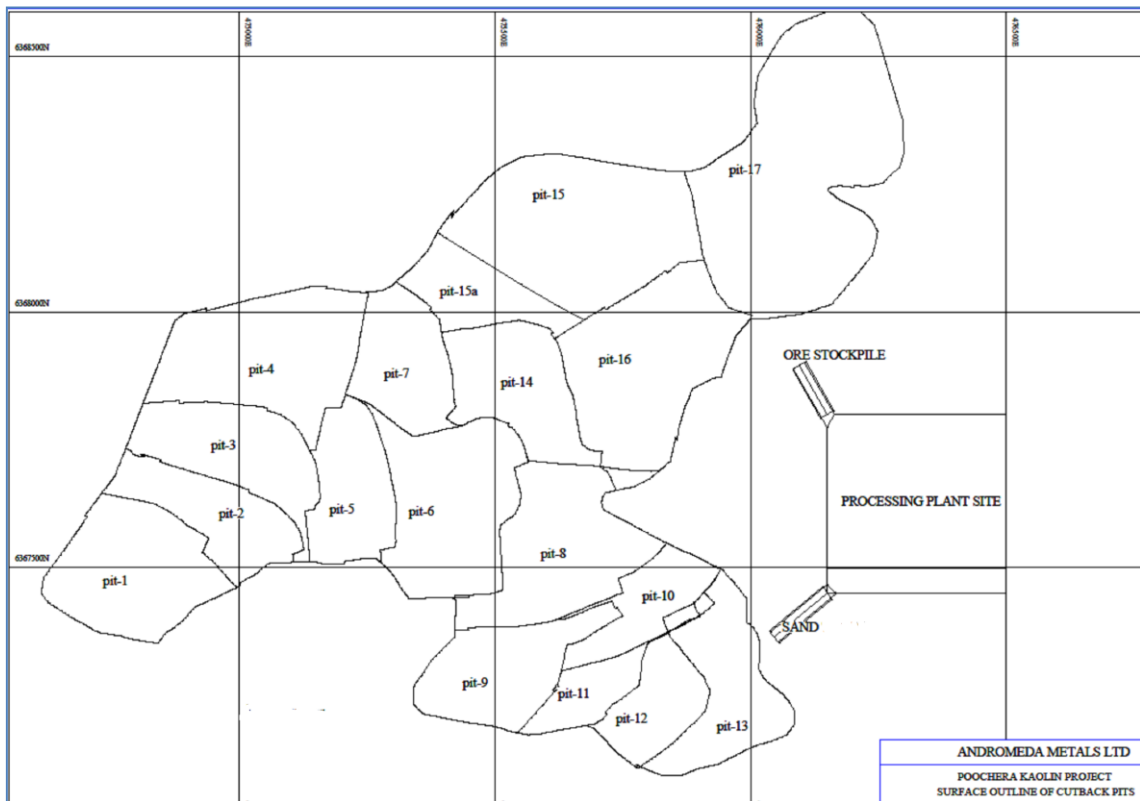 475000E
475500E
476000E
476500E
6368500N
pit-17
pit-15
pit-15a
6368000N
ORE STOCKPILE
pit-16
pit-4
pit-7
pit-14
pit-3
PROCESSING PLANT SITE
pit-2
pit-5
pit-6
pit-8
6367500N
pit-1
pit-10
SAND
pit-9
pit-11
pit-12
pit-13
ANDROMEDA METALS LTD
POOCHERA KAOLIN PROJECT
SURFACE OUTLINE OF CUTBACK PITS